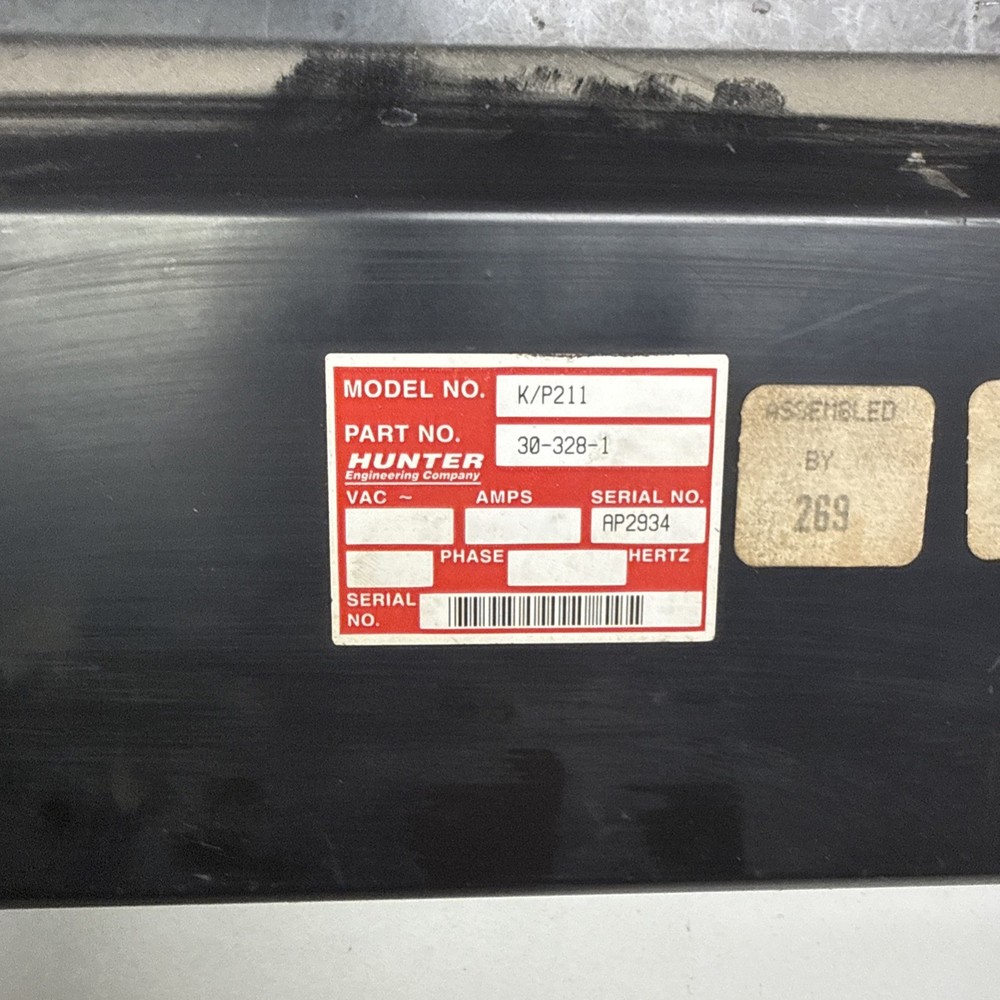 MODEL NO. K/P211
PART NO. 30-328-1
HUNTER
Engineering Company
VAC ~ AMPS SERIAL NO.
AP2934
PHASE HERTZ
SERIAL
NO.
ASSEMBLED
BY
269